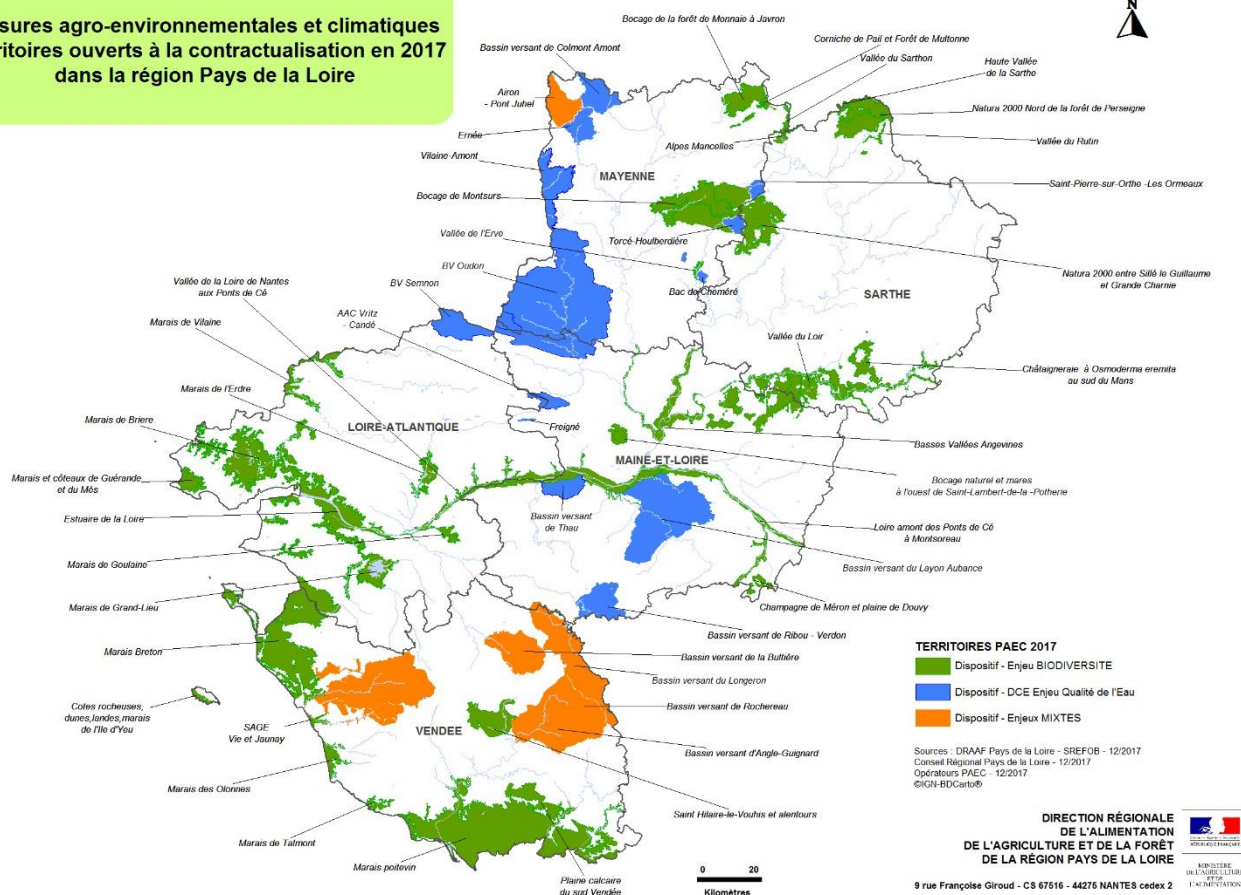 sures agro-environnementales et climatiques
ritoires ouverts à la contractualisation en 2017
dans la région Pays de la Loire
N
Bocage de la forêt de Monnaie à Javron
Bassin versant de Colmont Amont
Corniche de Pail et Forêt de Multonne
Vallée du Sarthon
Haute Vallée
de la Sarthe
Airon
- Pont Juhel
Natura 2000 Nord de la forêt de Perseigne
Ernée
Alpes Mancelles
Vallée du Rutin
Vilaine-Amont
MAYENNE
Saint-Pierre-sur-Orthe -Les Ormeaux
Bocage de Montsurs
Vallée de l'Erve
Torcé-Houlberdière
Vallée de la Loire de Nantes
aux Ponts de Cé
BV Oudon
Natura 2000 entre Sillé le Guillaume
et Grande Charnie
BV Semnon
Bac de Cheméré
SARTHE
AAC Vritz
- Candé
Marais de Vilaine
Vallée du Loir
Châtaigneraie à Osmoderma eremita
au sud du Mans
Marais de l'Erdre
Marais de Briere
LOIRE-ATLANTIQUE
Freigné
Basses Vallées Angevines
MAINE-ET-LOIRE
Marais et côteaux de Guérande
et du Mès
Bocage naturel et mares
à l'ouest de Saint-Lambert-de-la -Potherie
Estuaire de la Loire
Bassin versant
de Thau
Loire amont des Ponts de Cé
à Montsoreau
Marais de Goulaine
Bassin versant du Layon Aubance
Marais de Grand-Lieu
Champagne de Méron et plaine de Douvy
Bassin versant de Ribou - Verdon
Marais Breton
Bassin versant de la Bultière
Bassin versant du Longeron
Cotes rocheuses,
dunes,landes,marais
de l'Ile d'Yeu
Bassin versant de Rochereau
SAGE
Vie et Jaunay
VENDEE
Bassin versant d'Angle-Guignard
Marais des Olonnes
Saint Hilaire-le-Vouhis et alentours
Marais de Talmont
Marais poitevin
Plaine calcaire
du sud Vendée
TERRITOIRES PAEC 2017
Dispositif - Enjeu BIODIVERSITE
Dispositif - DCE Enjeu Qualité de l'Eau
Dispositif - Enjeux MIXTES
Sources : DRAAF Pays de la Loire - SREFOB - 12/2017
Conseil Régional Pays de la Loire - 12/2017
Opérateurs PAEC - 12/2017
©IGN-BDCarto®
0 20
Kilomètres
DIRECTION RÉGIONALE
DE L'ALIMENTATION
DE L'AGRICULTURE ET DE LA FORÊT
DE LA RÉGION PAYS DE LA LOIRE
9 rue Françoise Giroud - CS 67516 - 44275 NANTES cedex 2
RÉPUBLIQUE FRANÇAISE
MINISTÈRE
DE L'AGRICULTURE
ET DE
L'ALIMENTATION